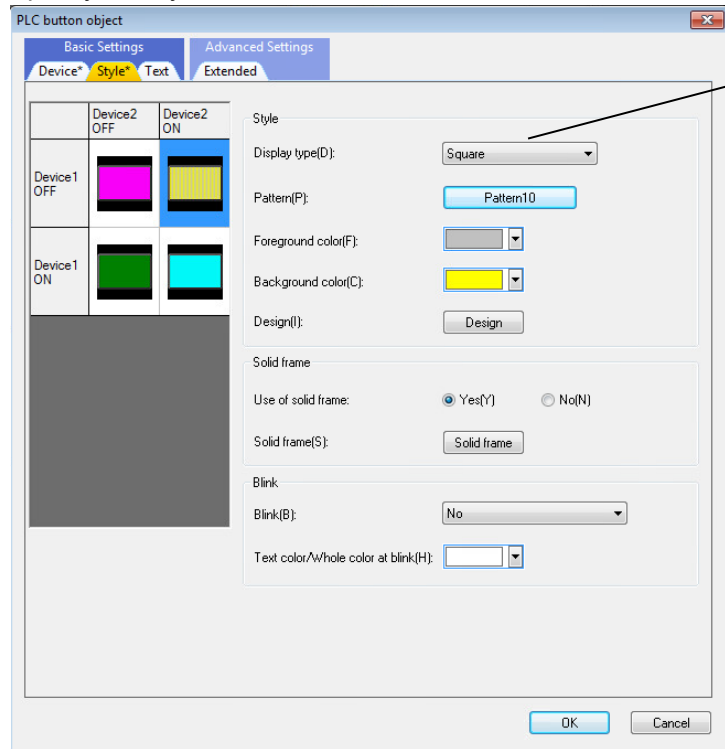 PLC button object
Basic Settings Advanced Settings
Device* Style* Text Extended
Device2 OFF Device2 ON
Device1 OFF
Device1 ON
Style
Display type(D): Square
Pattern(P): Pattern10
Foreground color(F):
Background color(C):
Design(I): Design
Solid frame
Use of solid frame: Yes(Y) No(N)
Solid frame(S): Solid frame
Blink
Blink(B): No
Text color/Whole color at blink(H):
OK Cancel